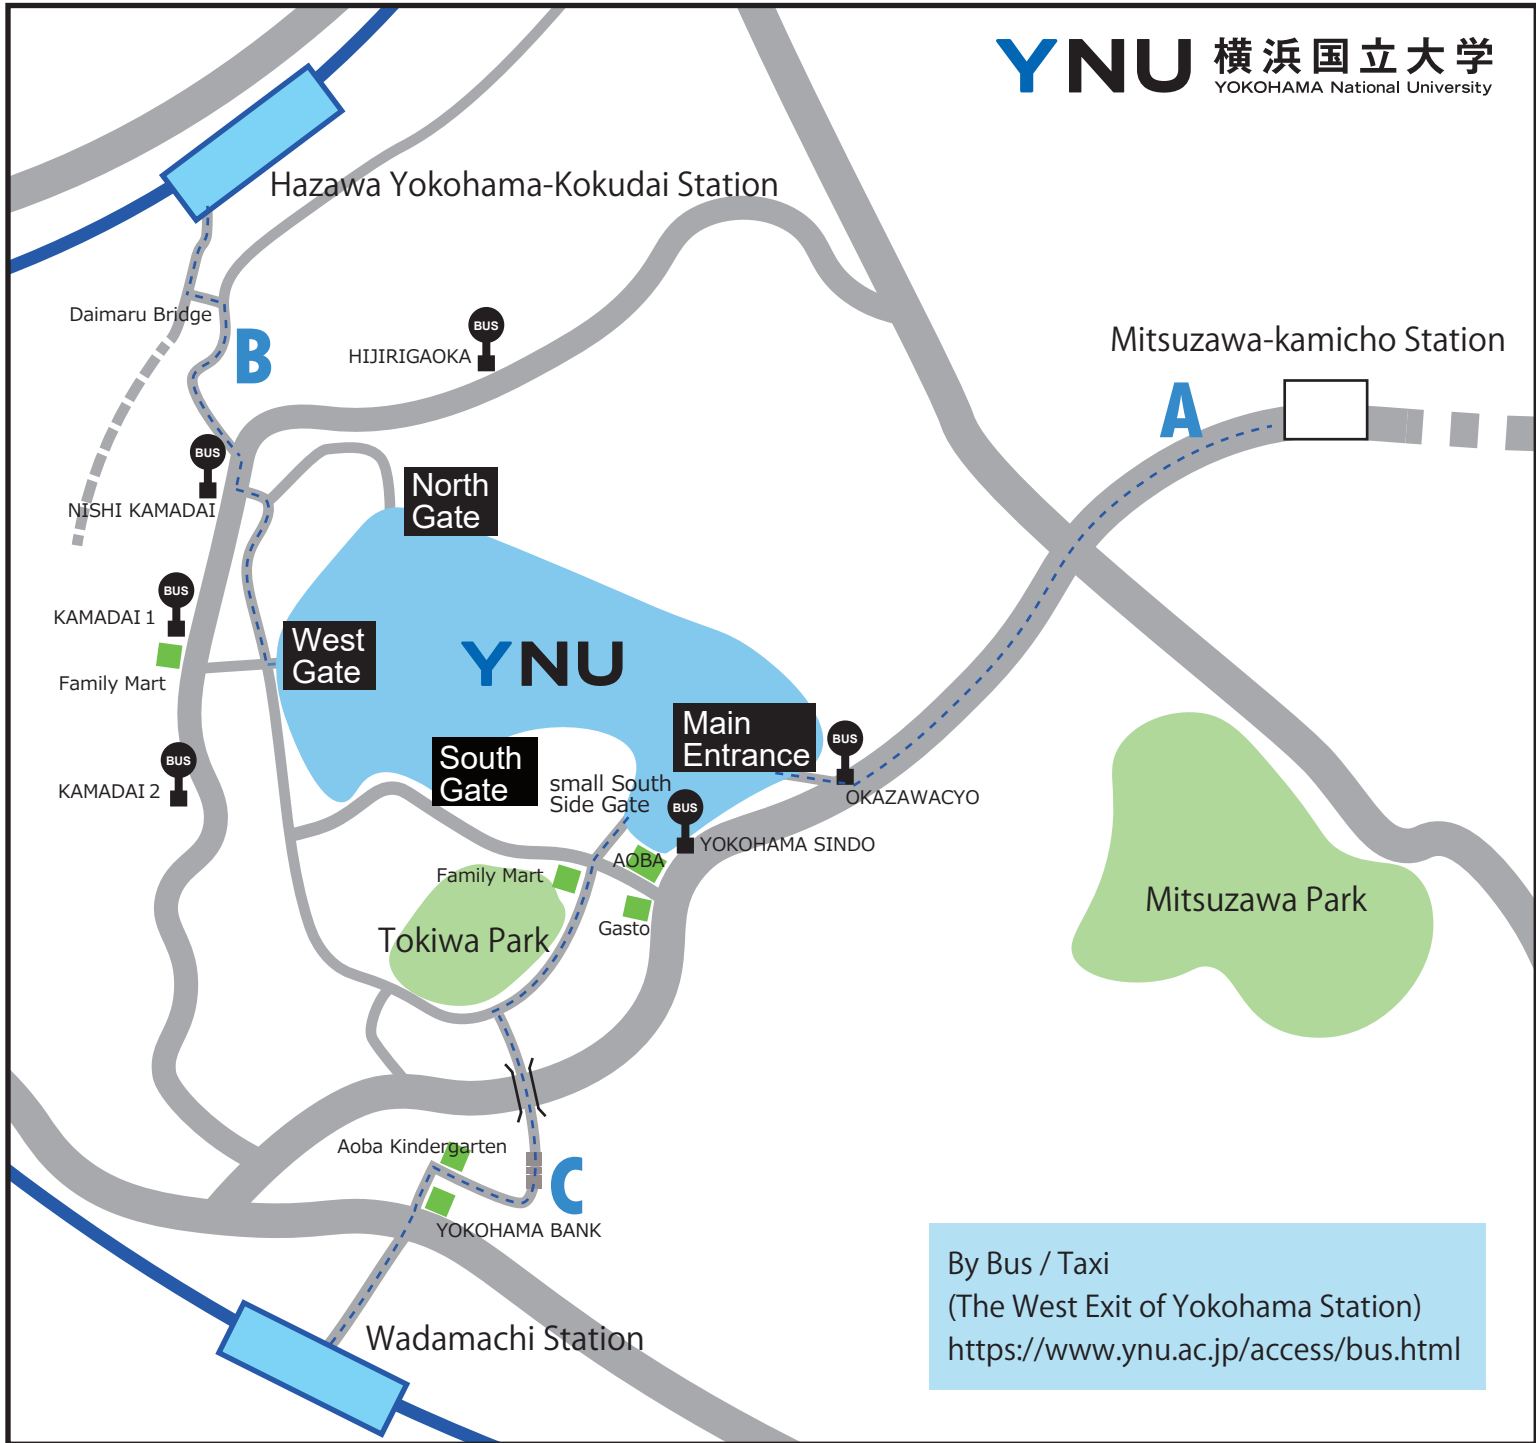 YNU 横浜国立大学
YOKOHAMA National University
Hazawa Yokohama-Kokudai Station
Daimaru Bridge
B
BUS
HIJIRIGAOKA
Mitsuzawa-kamicho Station
A
BUS
NISHI KAMADAI
North
Gate
BUS
KAMADAI 1
Family Mart
West
Gate
YNU
Main
Entrance
BUS
OKAZAWACYO
South
Gate
small South
Side Gate
BUS
KAMADAI 2
BUS
YOKOHAMA SINDO
AOBA
Family Mart
Gasto
Tokiwa Park
Mitsuzawa Park
Aoba Kindergarten
C
YOKOHAMA BANK
Wadamachi Station
By Bus / Taxi
(The West Exit of Yokohama Station)
https://www.ynu.ac.jp/access/bus.html